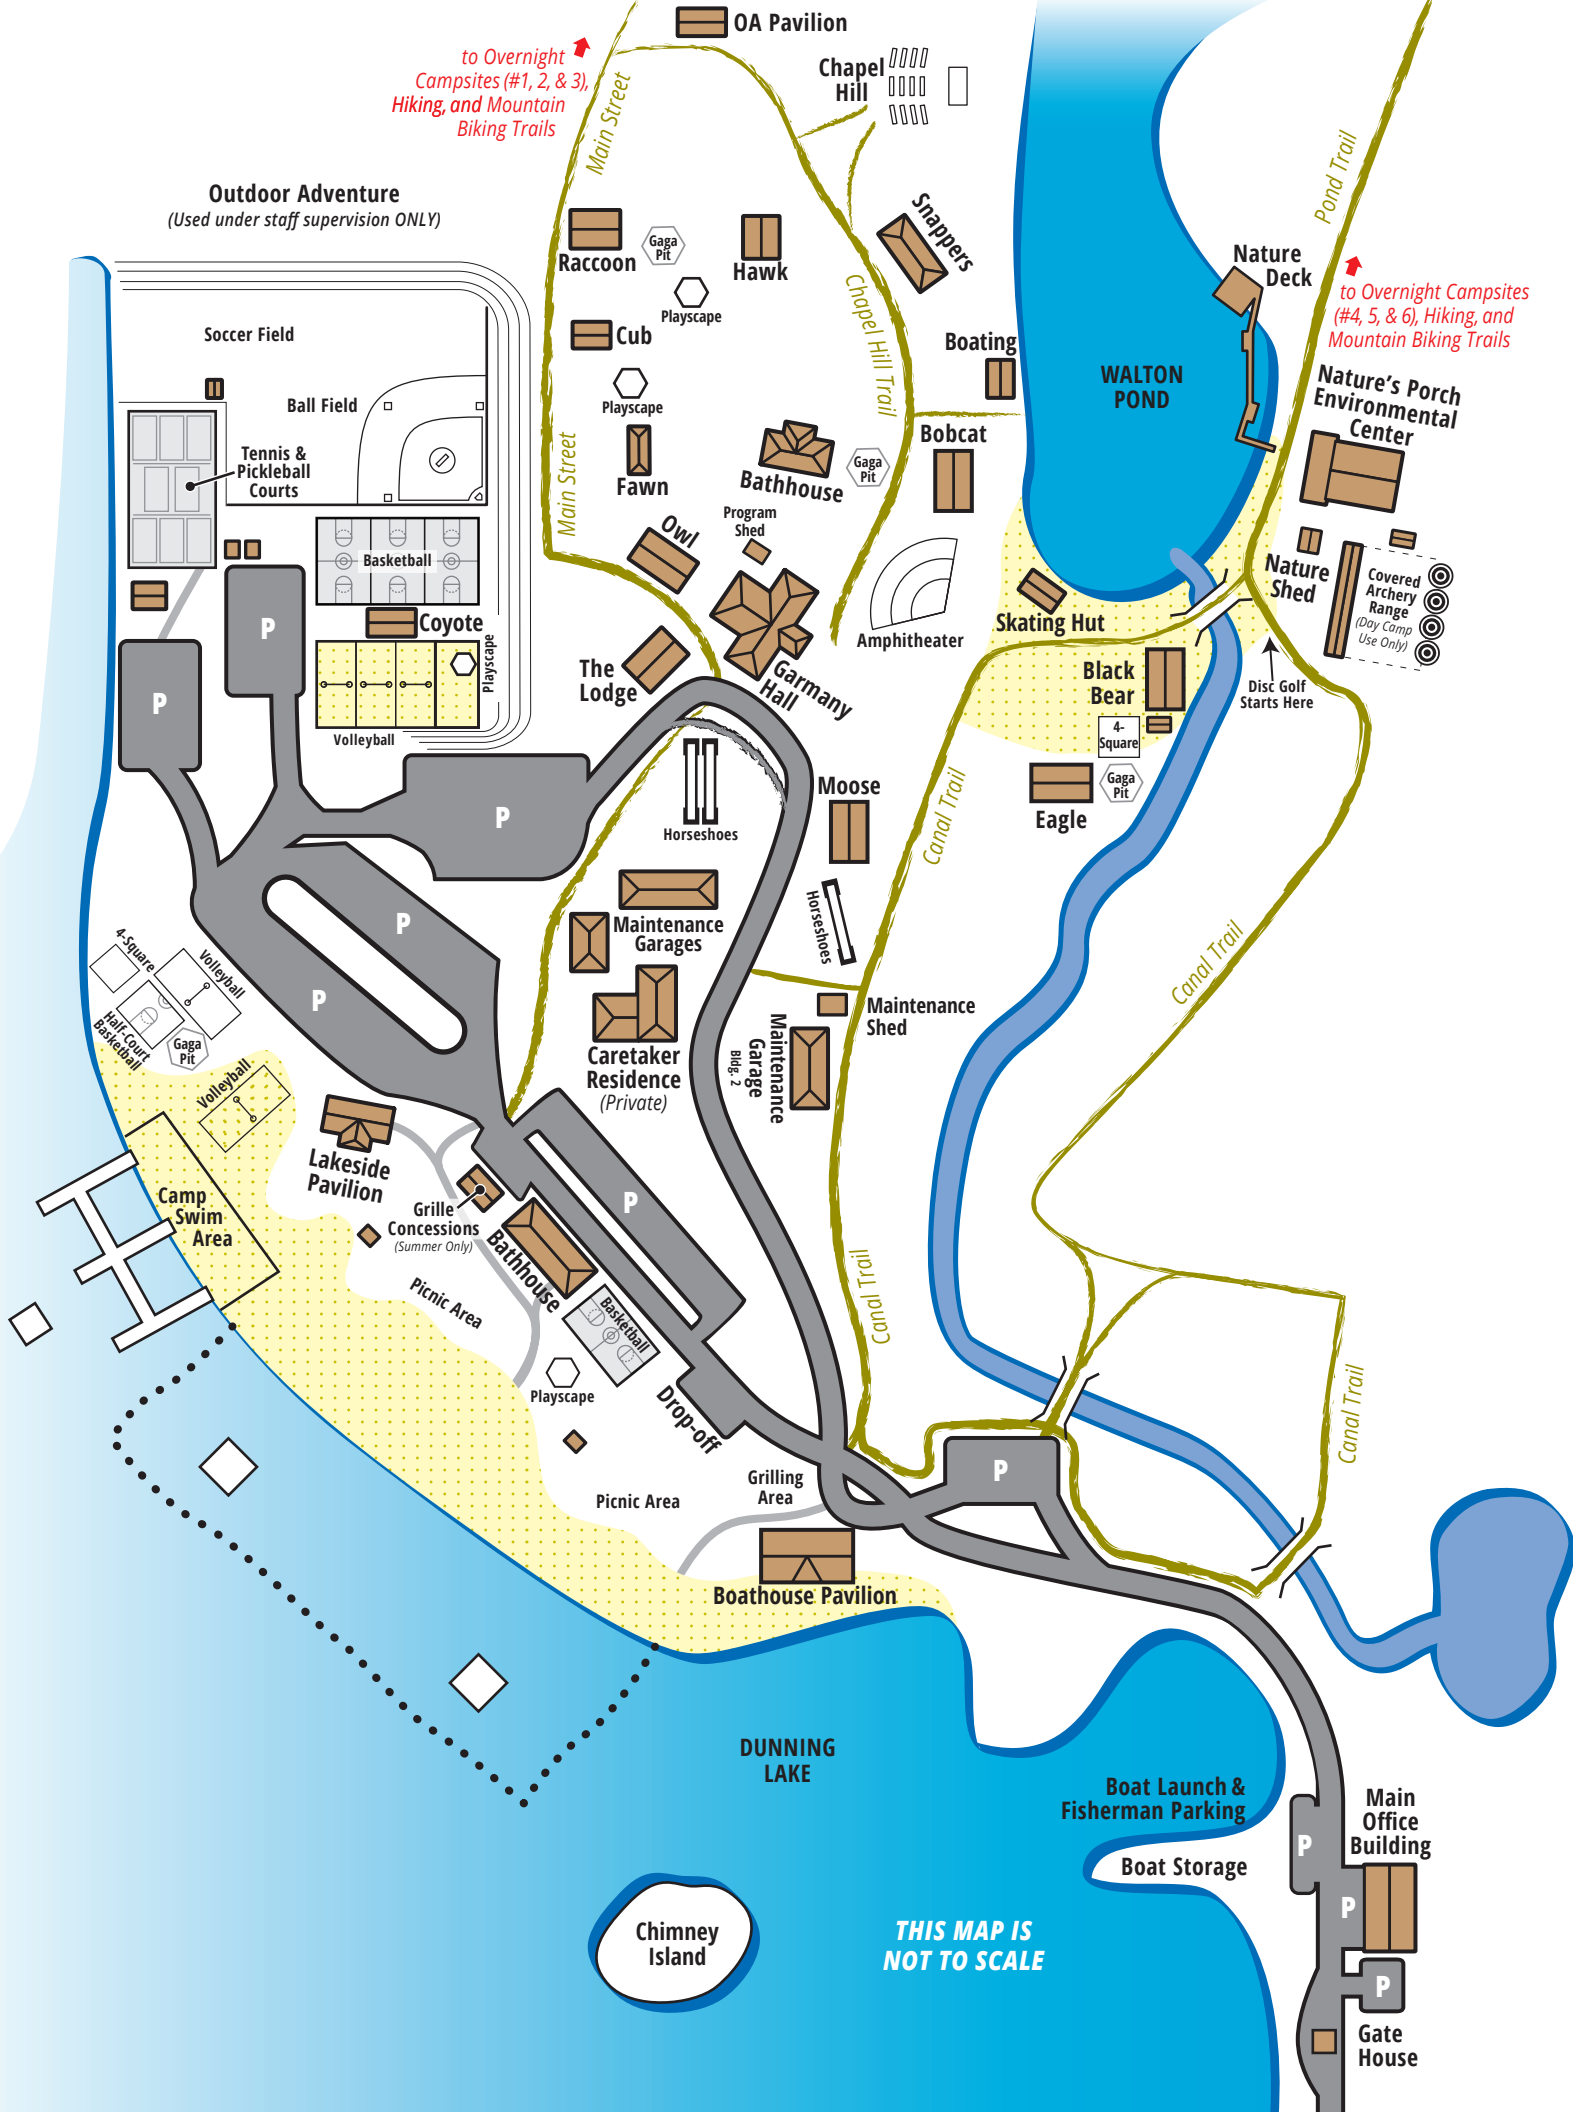 OA Pavilion
to Overnight
Campsites (#1, 2, & 3),
Hiking, and Mountain
Biking Trails
Main Street
Chapel
Hill
Pond Trail
Outdoor Adventure
(Used under staff supervision ONLY)
Raccoon
Gaga
Pit
Hawk
Snappers
Playscape
Chapel Hill Trail
Nature
Deck
to Overnight Campsites
(#4, 5, & 6), Hiking, and
Mountain Biking Trails
Soccer Field
Cub
Boating
WALTON
POND
Nature's Porch
Environmental
Center
Ball Field
Playscape
Bobcat
Tennis &
Pickleball
Courts
Main Street
Fawn
Bathhouse
Gaga
Pit
Program
Shed
Owl
Basketball
Nature
Shed
Covered
Archery
Range
(Day Camp
Use Only)
P
Coyote
Skating Hut
Amphitheater
Playscape
The
Lodge
Garmany
Hall
Black
Bear
Disc Golf
Starts Here
P
Volleyball
4-
Square
Gaga
Pit
Moose
Eagle
P
Horseshoes
Canal Trail
P
Maintenance
Garages
Horseshoes
4-Square
Volleyball
Canal Trail
P
Half-Court
Basketball
Gaga
Pit
Maintenance
Shed
Maintenance
Garage
Bldg. 2
Caretaker
Residence
(Private)
Volleyball
Lakeside
Pavilion
Camp
Swim
Area
P
Grille
Concessions
(Summer Only)
Bathhouse
Picnic Area
Basketball
Canal Trail
Playscape
Drop-off
Canal Trail
P
Grilling
Area
Picnic Area
Boathouse Pavilion
DUNNING
LAKE
Boat Launch &
Fisherman Parking
Main
Office
Building
P
Boat Storage
P
Chimney
Island
THIS MAP IS
NOT TO SCALE
P
Gate
House